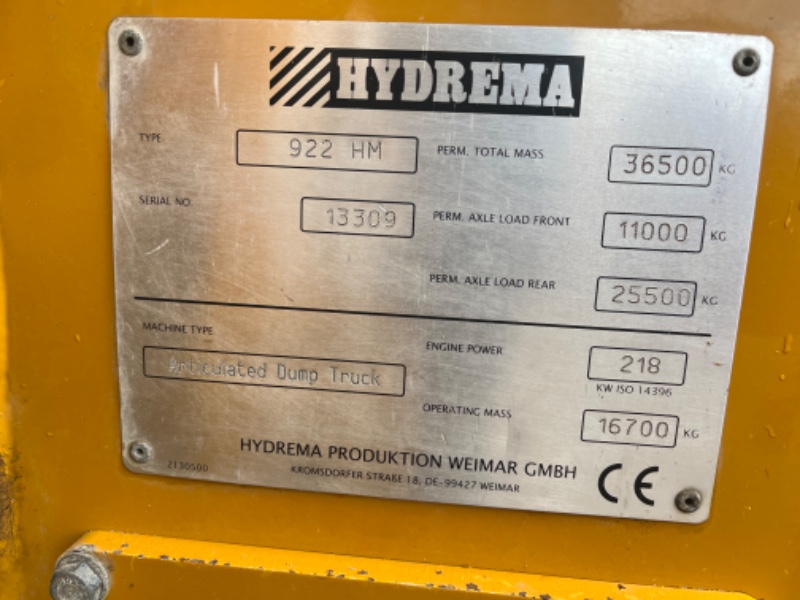 HYDREMA
TYPE 922 HM
PERM. TOTAL MASS 36500 KG
SERIAL NO. 13309
PERM. AXLE LOAD FRONT 11000 KG
PERM. AXLE LOAD REAR 25500 KG
MACHINE TYPE
Articulated Dump Truck
ENGINE POWER 218
KW ISO 14396
OPERATING MASS 16700 KG
HYDREMA PRODUKTION WEIMAR GMBH
KROMSDORFER STRAßE 18, DE-99427 WEIMAR
2130500
CE